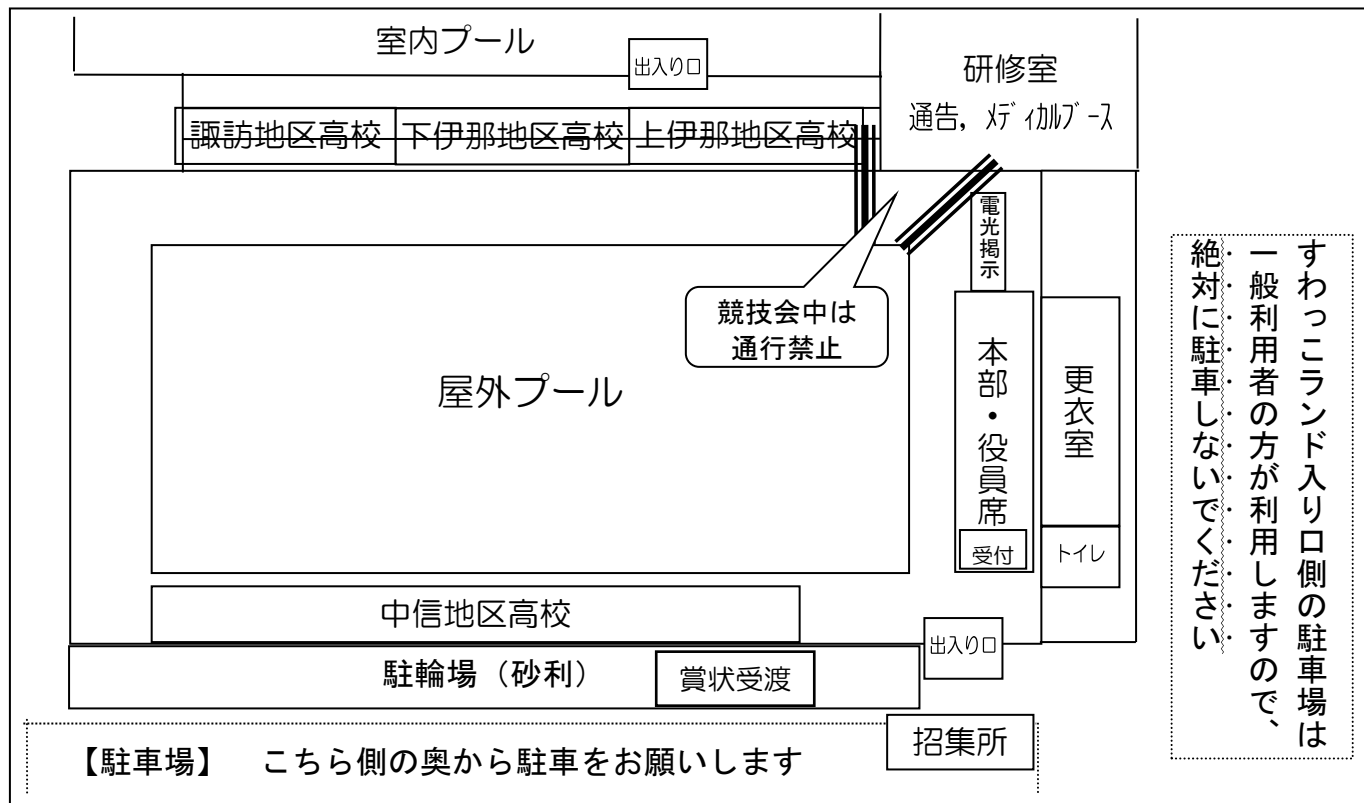 室内プール
出入り口
研修室
通告，メディカルブース
諏訪地区高校
下伊那地区高校
上伊那地区高校
電光掲示
競技会中は
通行禁止
屋外プール
本部・役員席
受付
更衣室
トイレ
中信地区高校
出入り口
駐輪場（砂利）
賞状受渡
招集所
【駐車場】　こちら側の奥から駐車をお願いします
すわっこランド入り口側の駐車場は
一般利用者の方が利用しますので、
絶対に駐車しないでください